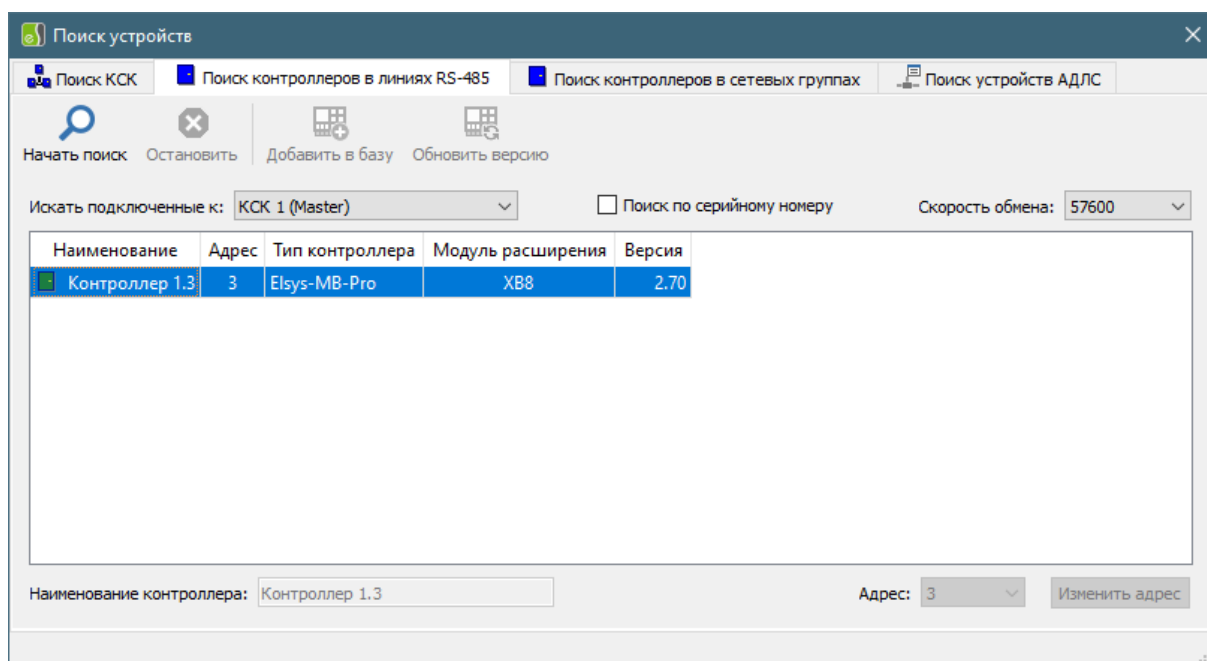 Поиск устройств
Поиск КСК Поиск контроллеров в линиях RS-485 Поиск контроллеров в сетевых группах Поиск устройств АДЛС
Начать поиск Остановить Добавить в базу Обновить версию
Искать подключенные к: КСК 1 (Master) Поиск по серийному номеру Скорость обмена: 57600
Наименование Адрес Тип контроллера Модуль расширения Версия
Контроллер 1.3 3 Elsys-MB-Pro XB8 2.70
Наименование контроллера: Контроллер 1.3 Адрес: 3 Изменить адрес